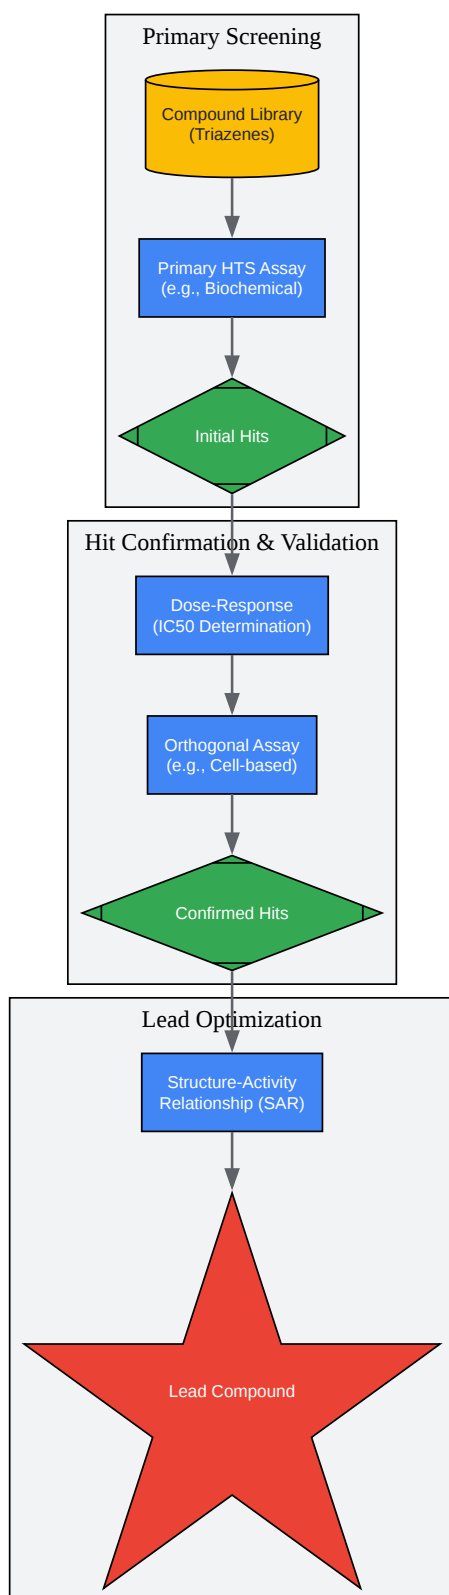 Primary Screening
Compound Library
(Triazenes)
Primary HTS Assay
(e.g., Biochemical)
Initial Hits
Hit Confirmation & Validation
Dose-Response
(IC50 Determination)
Orthogonal Assay
(e.g., Cell-based)
Confirmed Hits
Lead Optimization
Structure-Activity
Relationship (SAR)
Lead Compound